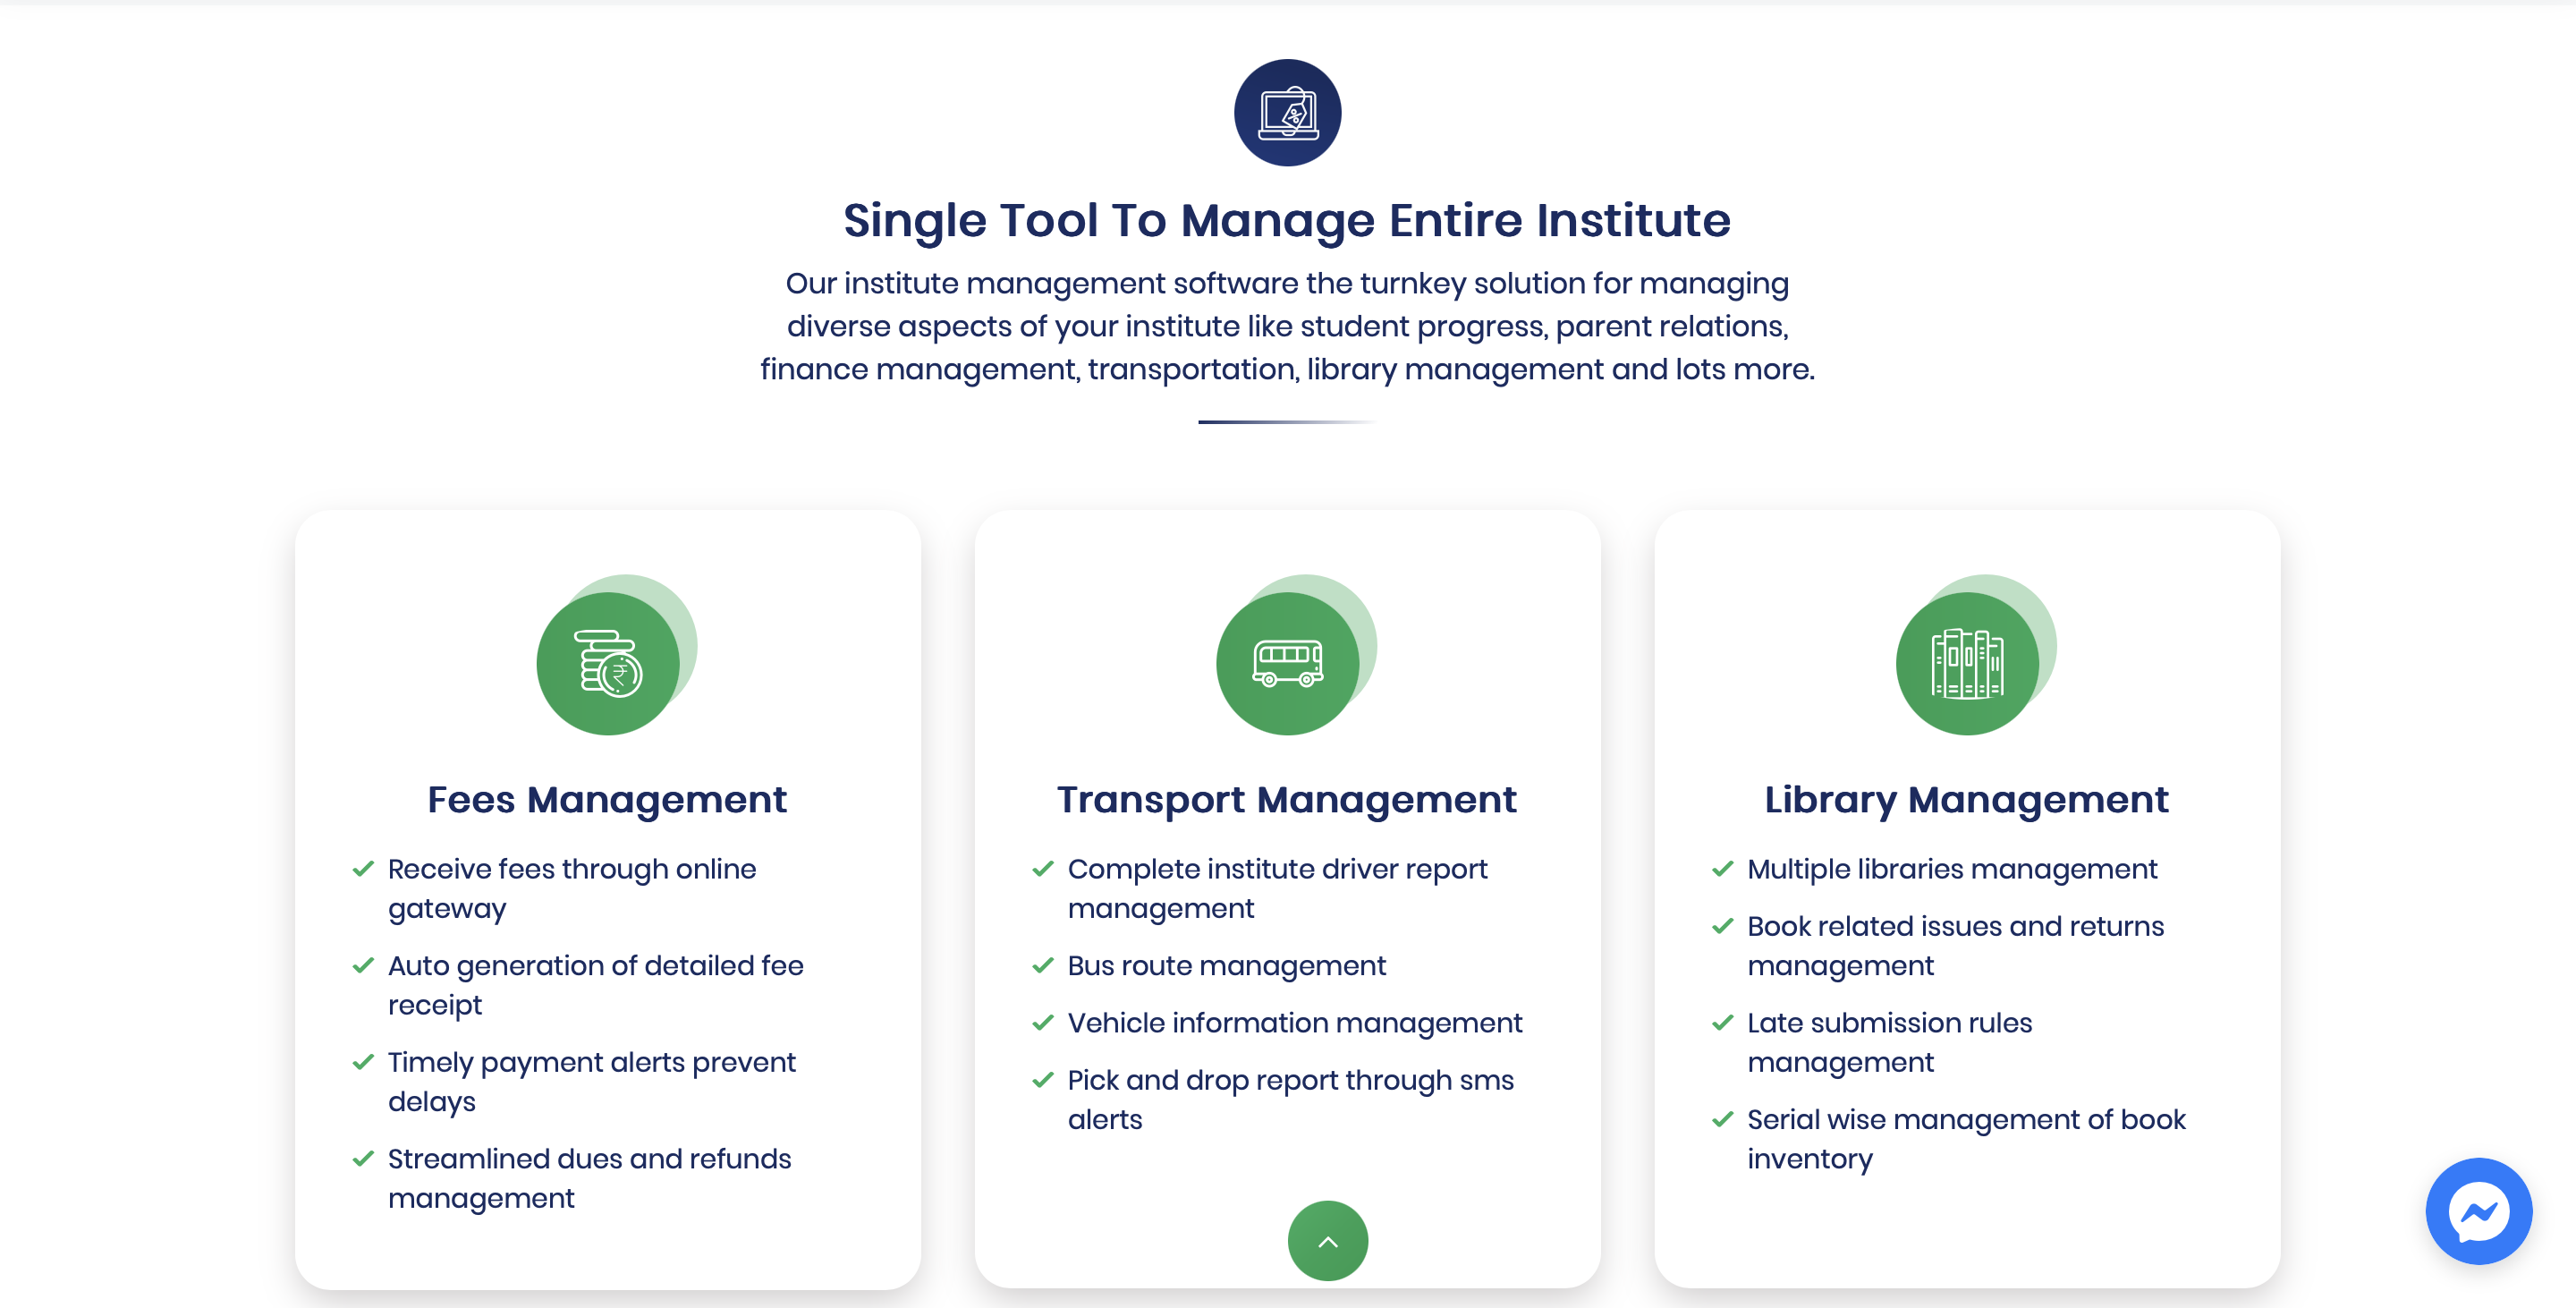 Single Tool To Manage Entire Institute
Our institute management software the turnkey solution for managing
diverse aspects of your institute like student progress, parent relations,
finance management, transportation, library management and lots more.
Fees Management
Receive fees through online
gateway
Auto generation of detailed fee
receipt
Timely payment alerts prevent
delays
Streamlined dues and refunds
management
Transport Management
Complete institute driver report
management
Bus route management
Vehicle information management
Pick and drop report through sms
alerts
Library Management
Multiple libraries management
Book related issues and returns
management
Late submission rules
management
Serial wise management of book
inventory